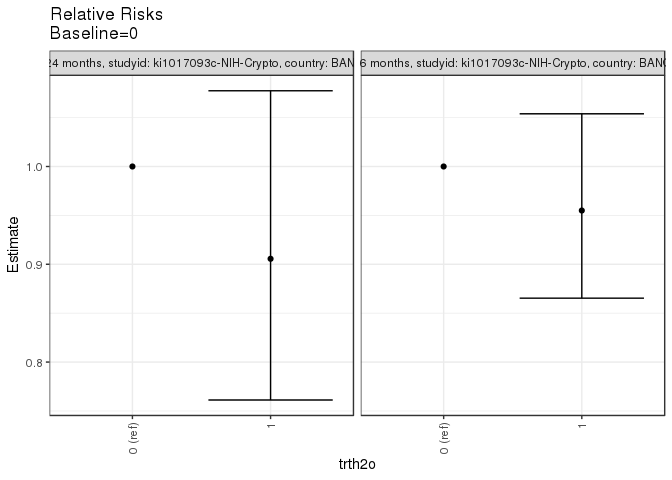 Relative Risks
Baseline=0
24 months, studyid: ki1017093c-NIH-Crypto, country: BAN
6 months, studyid: ki1017093c-NIH-Crypto, country: BANG
Estimate
1.0
0.9
0.8
0 (ref)
1
0 (ref)
1
trth2o